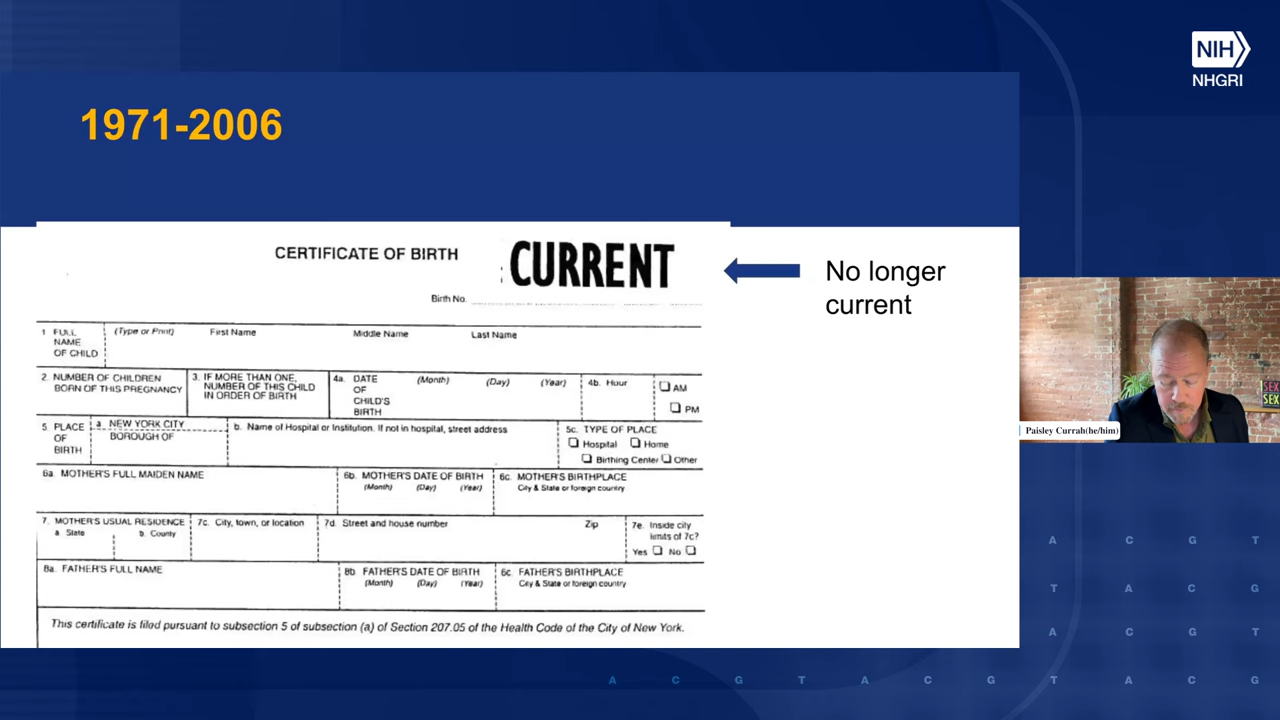 NIH
NHGRI
1971-2006
CERTIFICATE OF BIRTH
CURRENT
No longer
current
Birth No.
1 FULL
NAME
OF CHILD
(Type or Print)
First Name
Middle Name
Last Name
2. NUMBER OF CHILDREN
BORN OF THIS PREGNANCY
3. IF MORE THAN ONE,
NUMBER OF THIS CHILD
IN ORDER OF BIRTH
4a. DATE
OF
CHILD'S
BIRTH
(Month) (Day) (Year)
4b. Hour
AM
PM
5. PLACE
OF
BIRTH
a. NEW YORK CITY
BOROUGH OF
b. Name of Hospital or Institution. If not in hospital, street address
5c. TYPE OF PLACE
Hospital Home
Birthing Center Other
6a. MOTHER'S FULL MAIDEN NAME
6b. MOTHER'S DATE OF BIRTH
(Month) (Day) (Year)
6c. MOTHER'S BIRTHPLACE
City & State or foreign country
7. MOTHER'S USUAL RESIDENCE
a. State b. County
7c. City, town, or location
7d. Street and house number Zip
7e. Inside city
limits of 7c?
Yes No
8a. FATHER'S FULL NAME
8b. FATHER'S DATE OF BIRTH
(Month) (Day) (Year)
6c. FATHER'S BIRTHPLACE
City & State or foreign country
This certificate is filed pursuant to subsection 5 of subsection (a) of Section 207.05 of the Health Code of the City of New York.
SEX
SEX
Paisley Currah(he/him)
A C G T
T A C G
A C G T
A C G T A C G T A C G